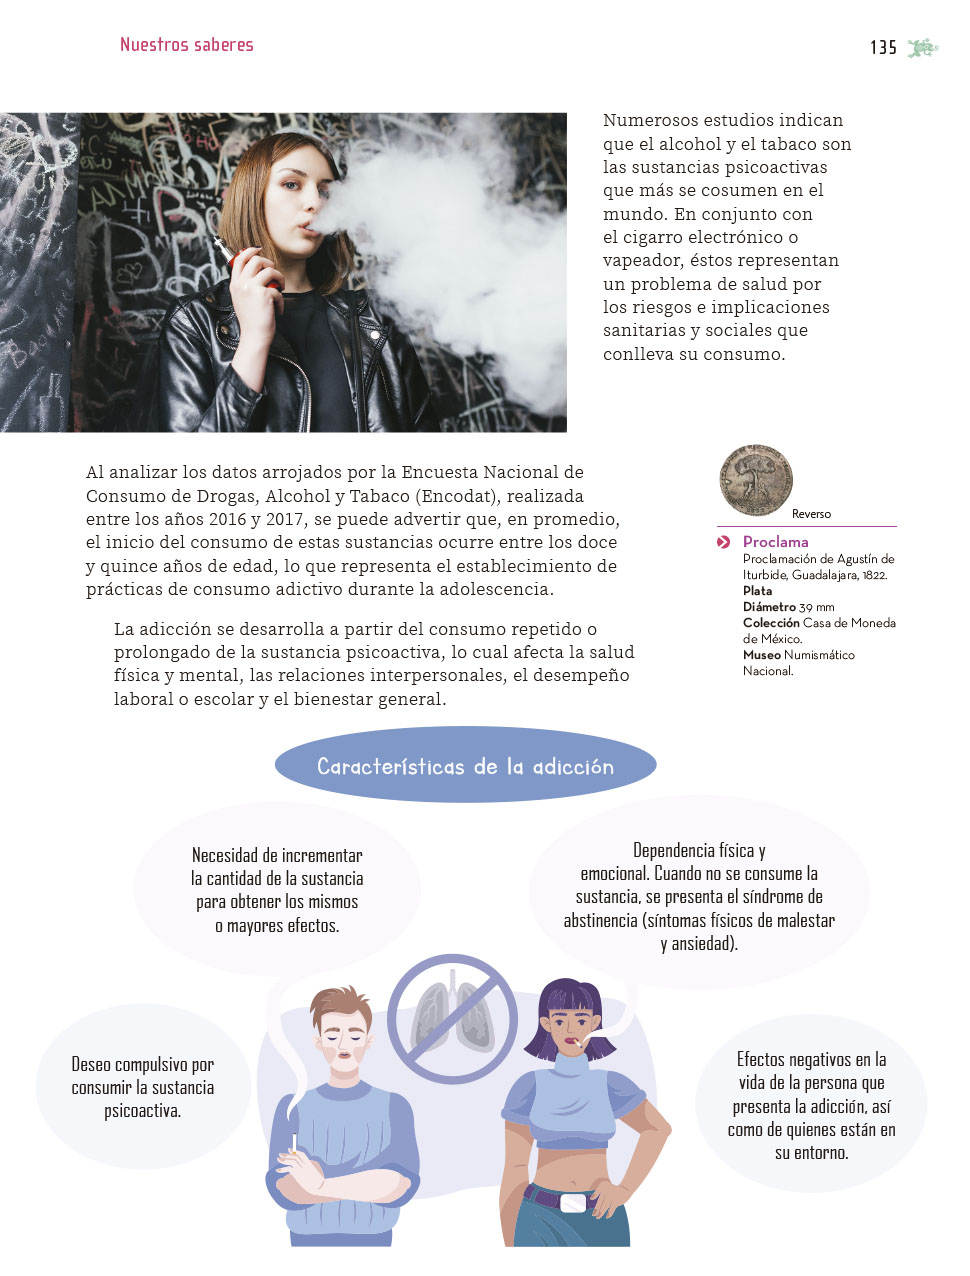 Nuestros saberes
135
Numerosos estudios indican
que el alcohol y el tabaco son
las sustancias psicoactivas
que más se cosumen en el
mundo. En conjunto con
el cigarro electrónico o
vapeador, éstos representan
un problema de salud por
los riesgos e implicaciones
sanitarias y sociales que
conlleva su consumo.
Al analizar los datos arrojados por la Encuesta Nacional de
Consumo de Drogas, Alcohol y Tabaco (Encodat), realizada
entre los años 2016 y 2017, se puede advertir que, en promedio,
el inicio del consumo de estas sustancias ocurre entre los doce
y quince años de edad, lo que representa el establecimiento de
prácticas de consumo adictivo durante la adolescencia.
La adicción se desarrolla a partir del consumo repetido o
prolongado de la sustancia psicoactiva, lo cual afecta la salud
física y mental, las relaciones interpersonales, el desempeño
laboral o escolar y el bienestar general.
Reverso
Proclama
Proclamación de Agustín de
Iturbide, Guadalajara, 1822.
Plata
Diámetro 39 mm
Colección Casa de Moneda
de México.
Museo Numismático
Nacional.
Características de la adicción
Necesidad de incrementar
la cantidad de la sustancia
para obtener los mismos
o mayores efectos.
Dependencia física y
emocional. Cuando no se consume la
sustancia, se presenta el síndrome de
abstinencia (síntomas físicos de malestar
y ansiedad).
Deseo compulsivo por
consumir la sustancia
psicoactiva.
Efectos negativos en la
vida de la persona que
presenta la adicción, así
como de quienes están en
su entorno.